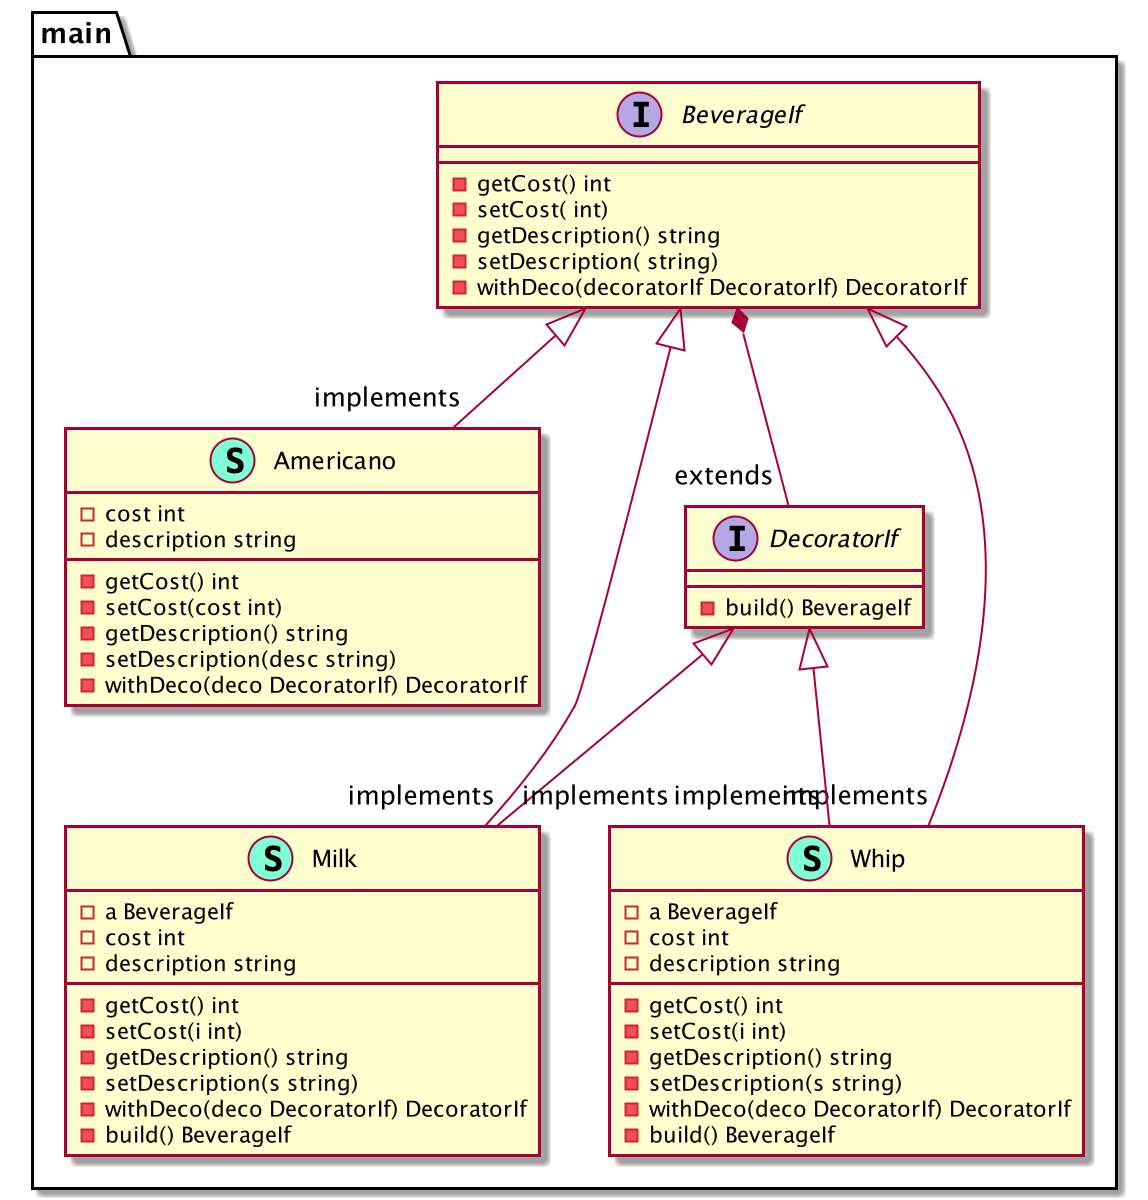 main
I BeverageIf
getCost() int
setCost( int)
getDescription() string
setDescription( string)
withDeco(decoratorIf DecoratorIf) DecoratorIf
implements
S Americano
cost int
description string
getCost() int
setCost(cost int)
getDescription() string
setDescription(desc string)
withDeco(deco DecoratorIf) DecoratorIf
extends
I DecoratorIf
build() BeverageIf
implements
implements
implements
implements
S Milk
a BeverageIf
cost int
description string
getCost() int
setCost(i int)
getDescription() string
setDescription(s string)
withDeco(deco DecoratorIf) DecoratorIf
build() BeverageIf
S Whip
a BeverageIf
cost int
description string
getCost() int
setCost(i int)
getDescription() string
setDescription(s string)
withDeco(deco DecoratorIf) DecoratorIf
build() BeverageIf